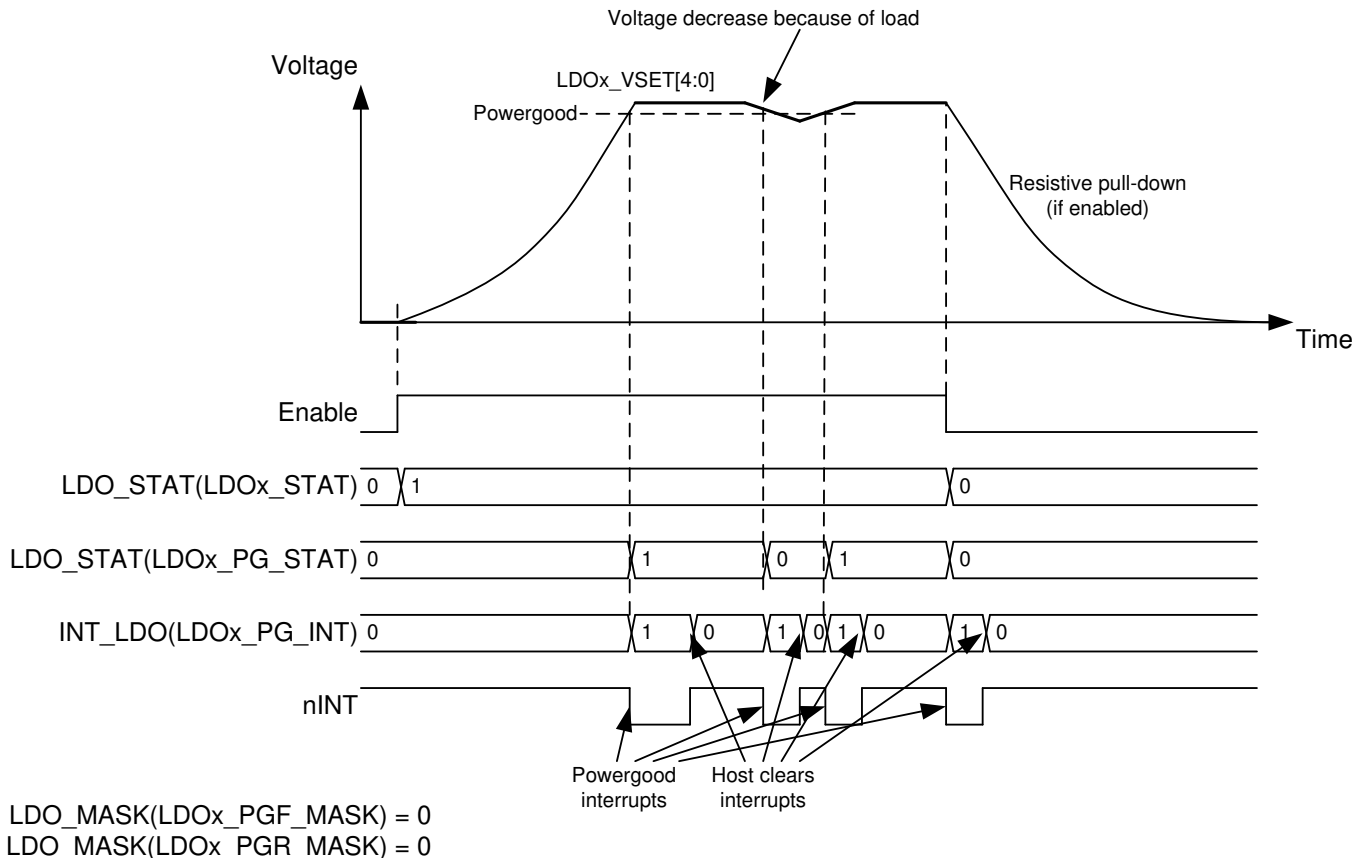 Voltage decrease because of load
Voltage
LDOx_VSET[4:0]
Powergood
Resistive pull-down
(if enabled)
Time
Enable
LDO_STAT(LDOx_STAT) 0 1 0
LDO_STAT(LDOx_PG_STAT) 0 1 0 1 0
INT_LDO(LDOx_PG_INT) 0 1 0 1 0 1 0 1 0
nINT
Powergood
interrupts
Host clears
interrupts
LDO_MASK(LDOx_PGF_MASK) = 0
LDO_MASK(LDOx_PGR_MASK) = 0